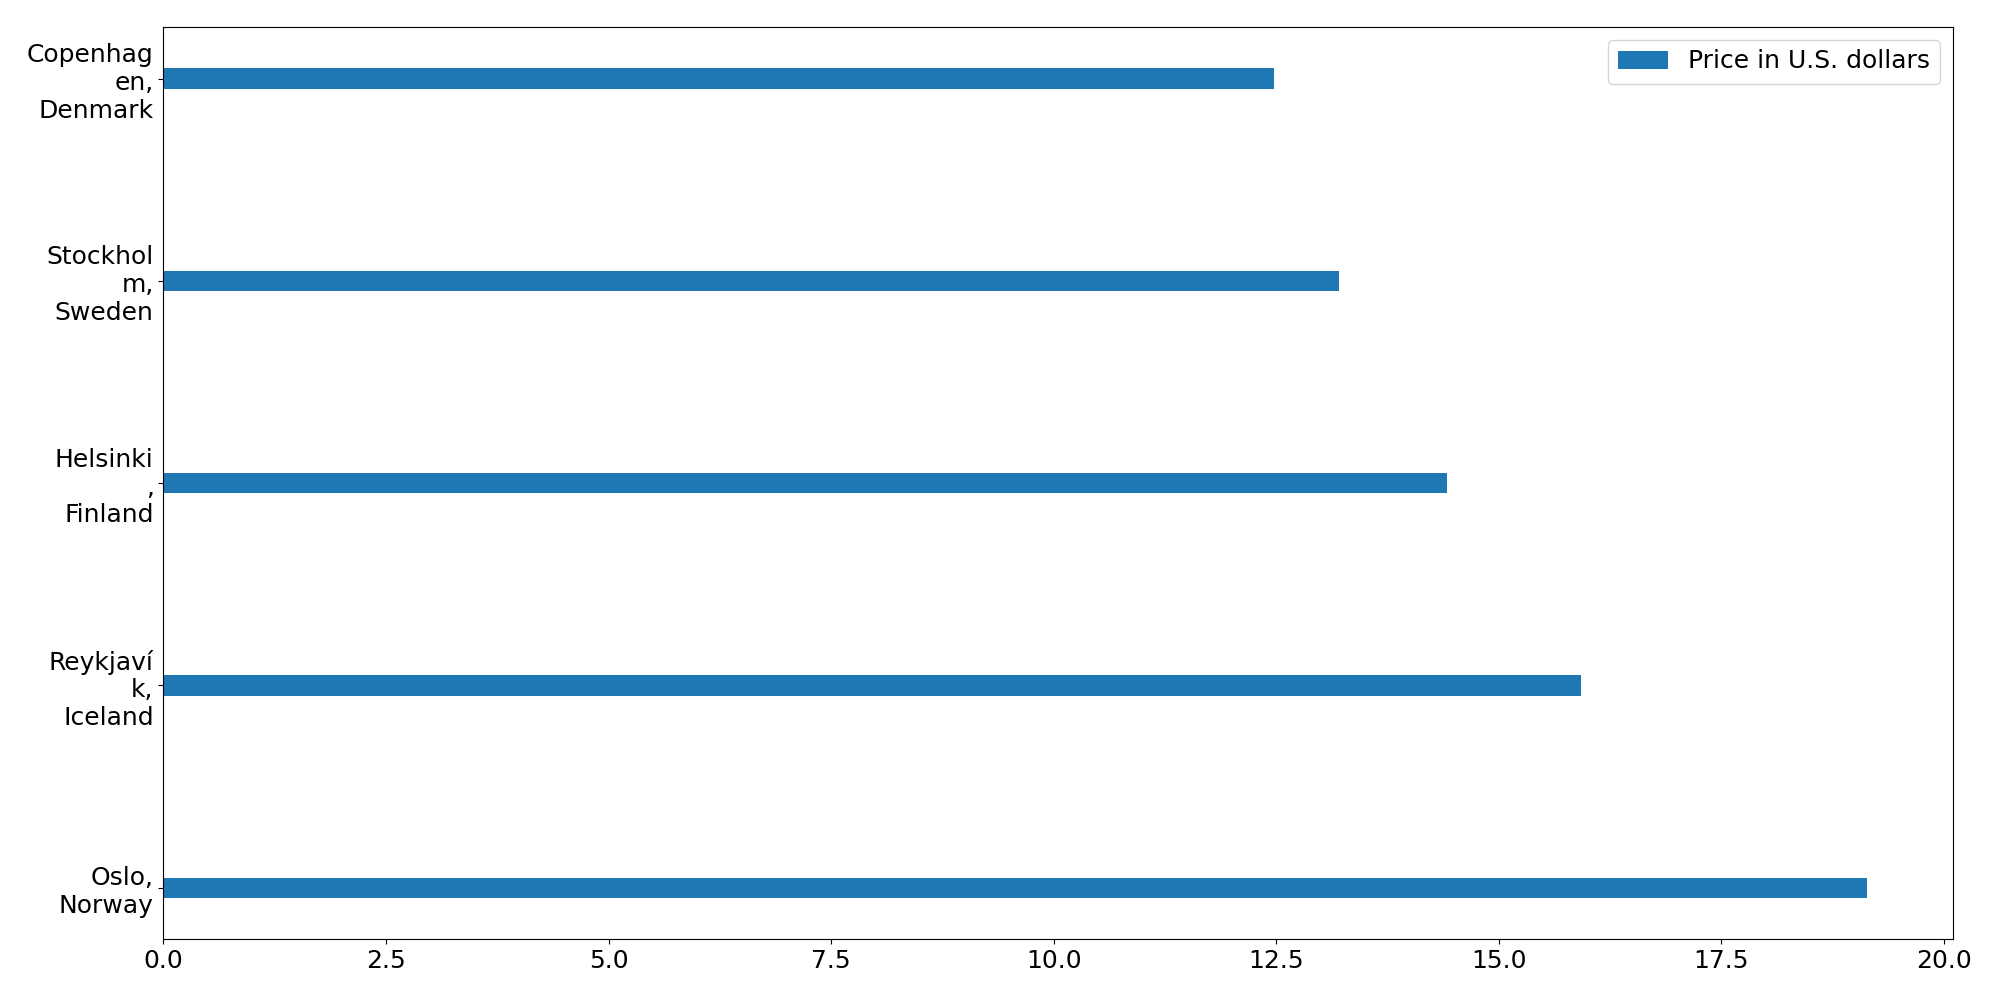 Copenhag
en,
Denmark
Stockhol
m,
Sweden
Helsinki
,
Finland
Reykjaví
k,
Iceland
Oslo,
Norway
Price in U.S. dollars
0.0 2.5 5.0 7.5 10.0 12.5 15.0 17.5 20.0